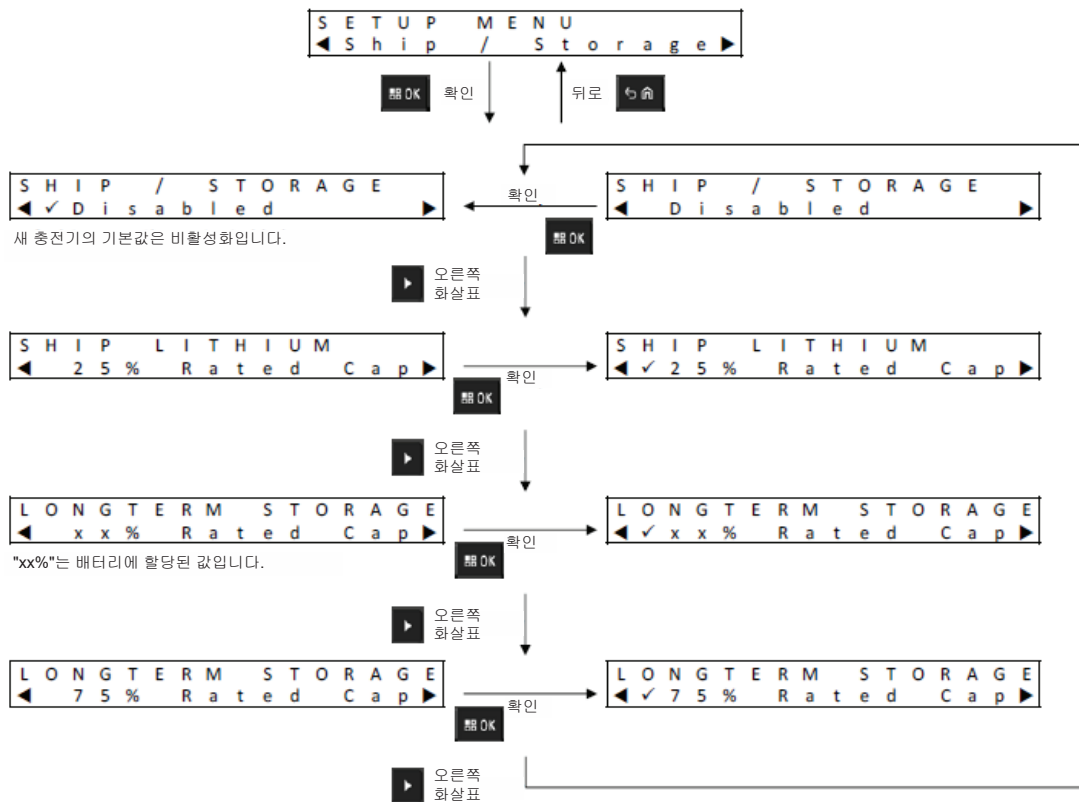 SETUP MENU
◀Ship / Storage▶
OK 확인 뒤로
SHIP / STORAGE
◀✓Disabled ▶
확인
SHIP / STORAGE
◀ Disabled ▶
새 충전기의 기본값은 비활성화입니다.
OK
오른쪽
화살표
SHIP LITHIUM
◀ 25% Rated Cap▶
확인
OK
SHIP LITHIUM
◀✓25% Rated Cap▶
오른쪽
화살표
LONGTERM STORAGE
◀ xx% Rated Cap▶
확인
OK
LONGTERM STORAGE
◀✓xx% Rated Cap▶
"xx%"는 배터리에 할당된 값입니다.
오른쪽
화살표
LONGTERM STORAGE
◀ 75% Rated Cap▶
확인
OK
LONGTERM STORAGE
◀✓75% Rated Cap▶
오른쪽
화살표